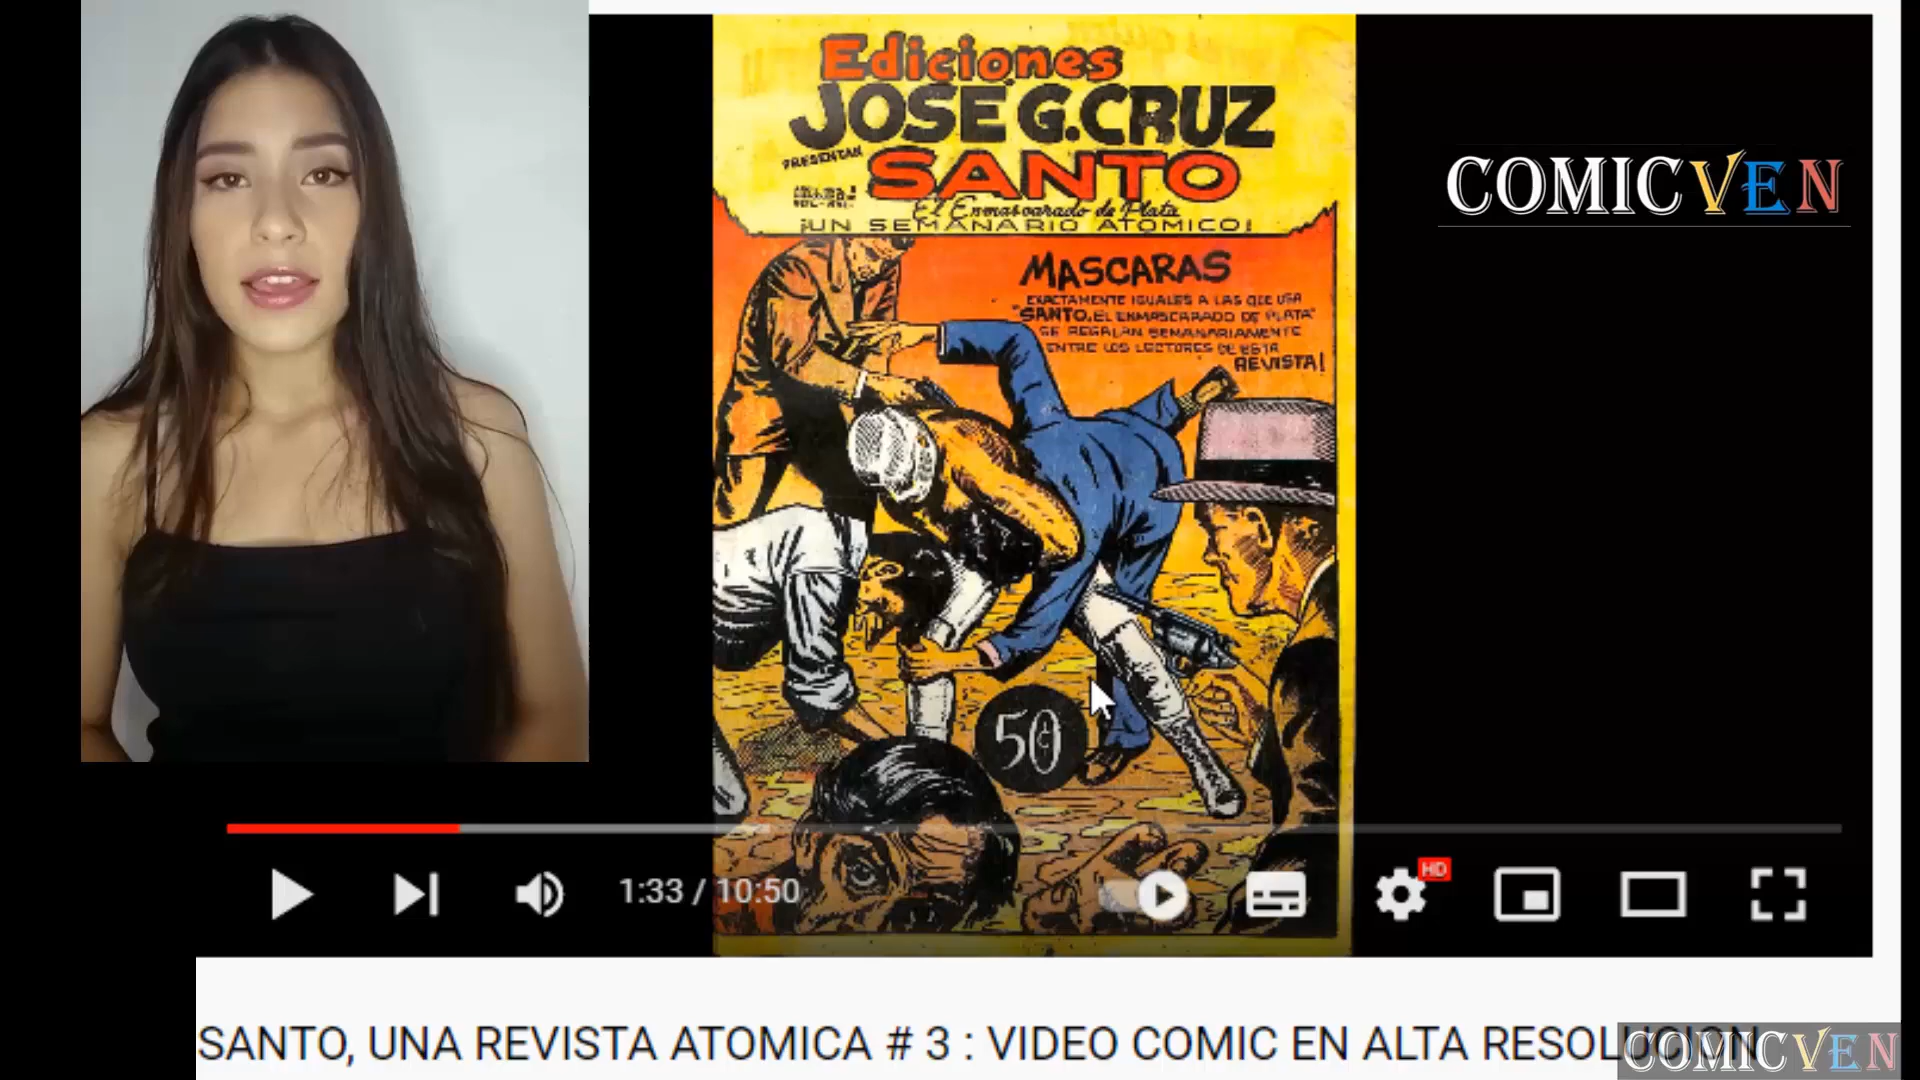 Ediciones
JOSE G. CRUZ
PRESENTAN
SANTO
El Enmascarado de Plata
¡UN SEMANARIO ATOMICO!
MASCARAS
EXACTAMENTE IGUALES A LAS QUE USA
"SANTO, EL ENMASCARADO DE PLATA"
SE REGALAN SEMANARIAMENTE
ENTRE LOS LECTORES DE ESTA
REVISTA!
COMICVEN
50¢
1:33 / 10:50
HD
SANTO, UNA REVISTA ATOMICA # 3 : VIDEO COMIC EN ALTA RESOLUCION
COMICVEN